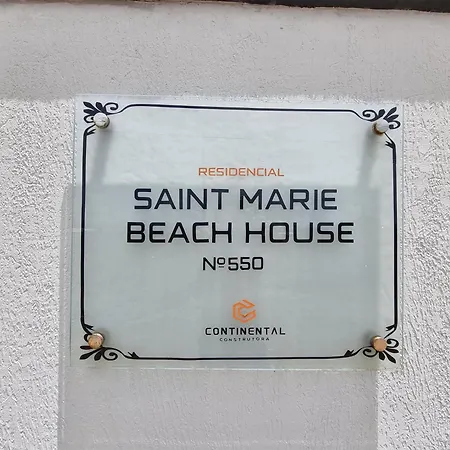 RESIDENCIAL
SAINT MARIE
BEACH HOUSE
Nº550
CONTINENTAL
CONSTRUTORA